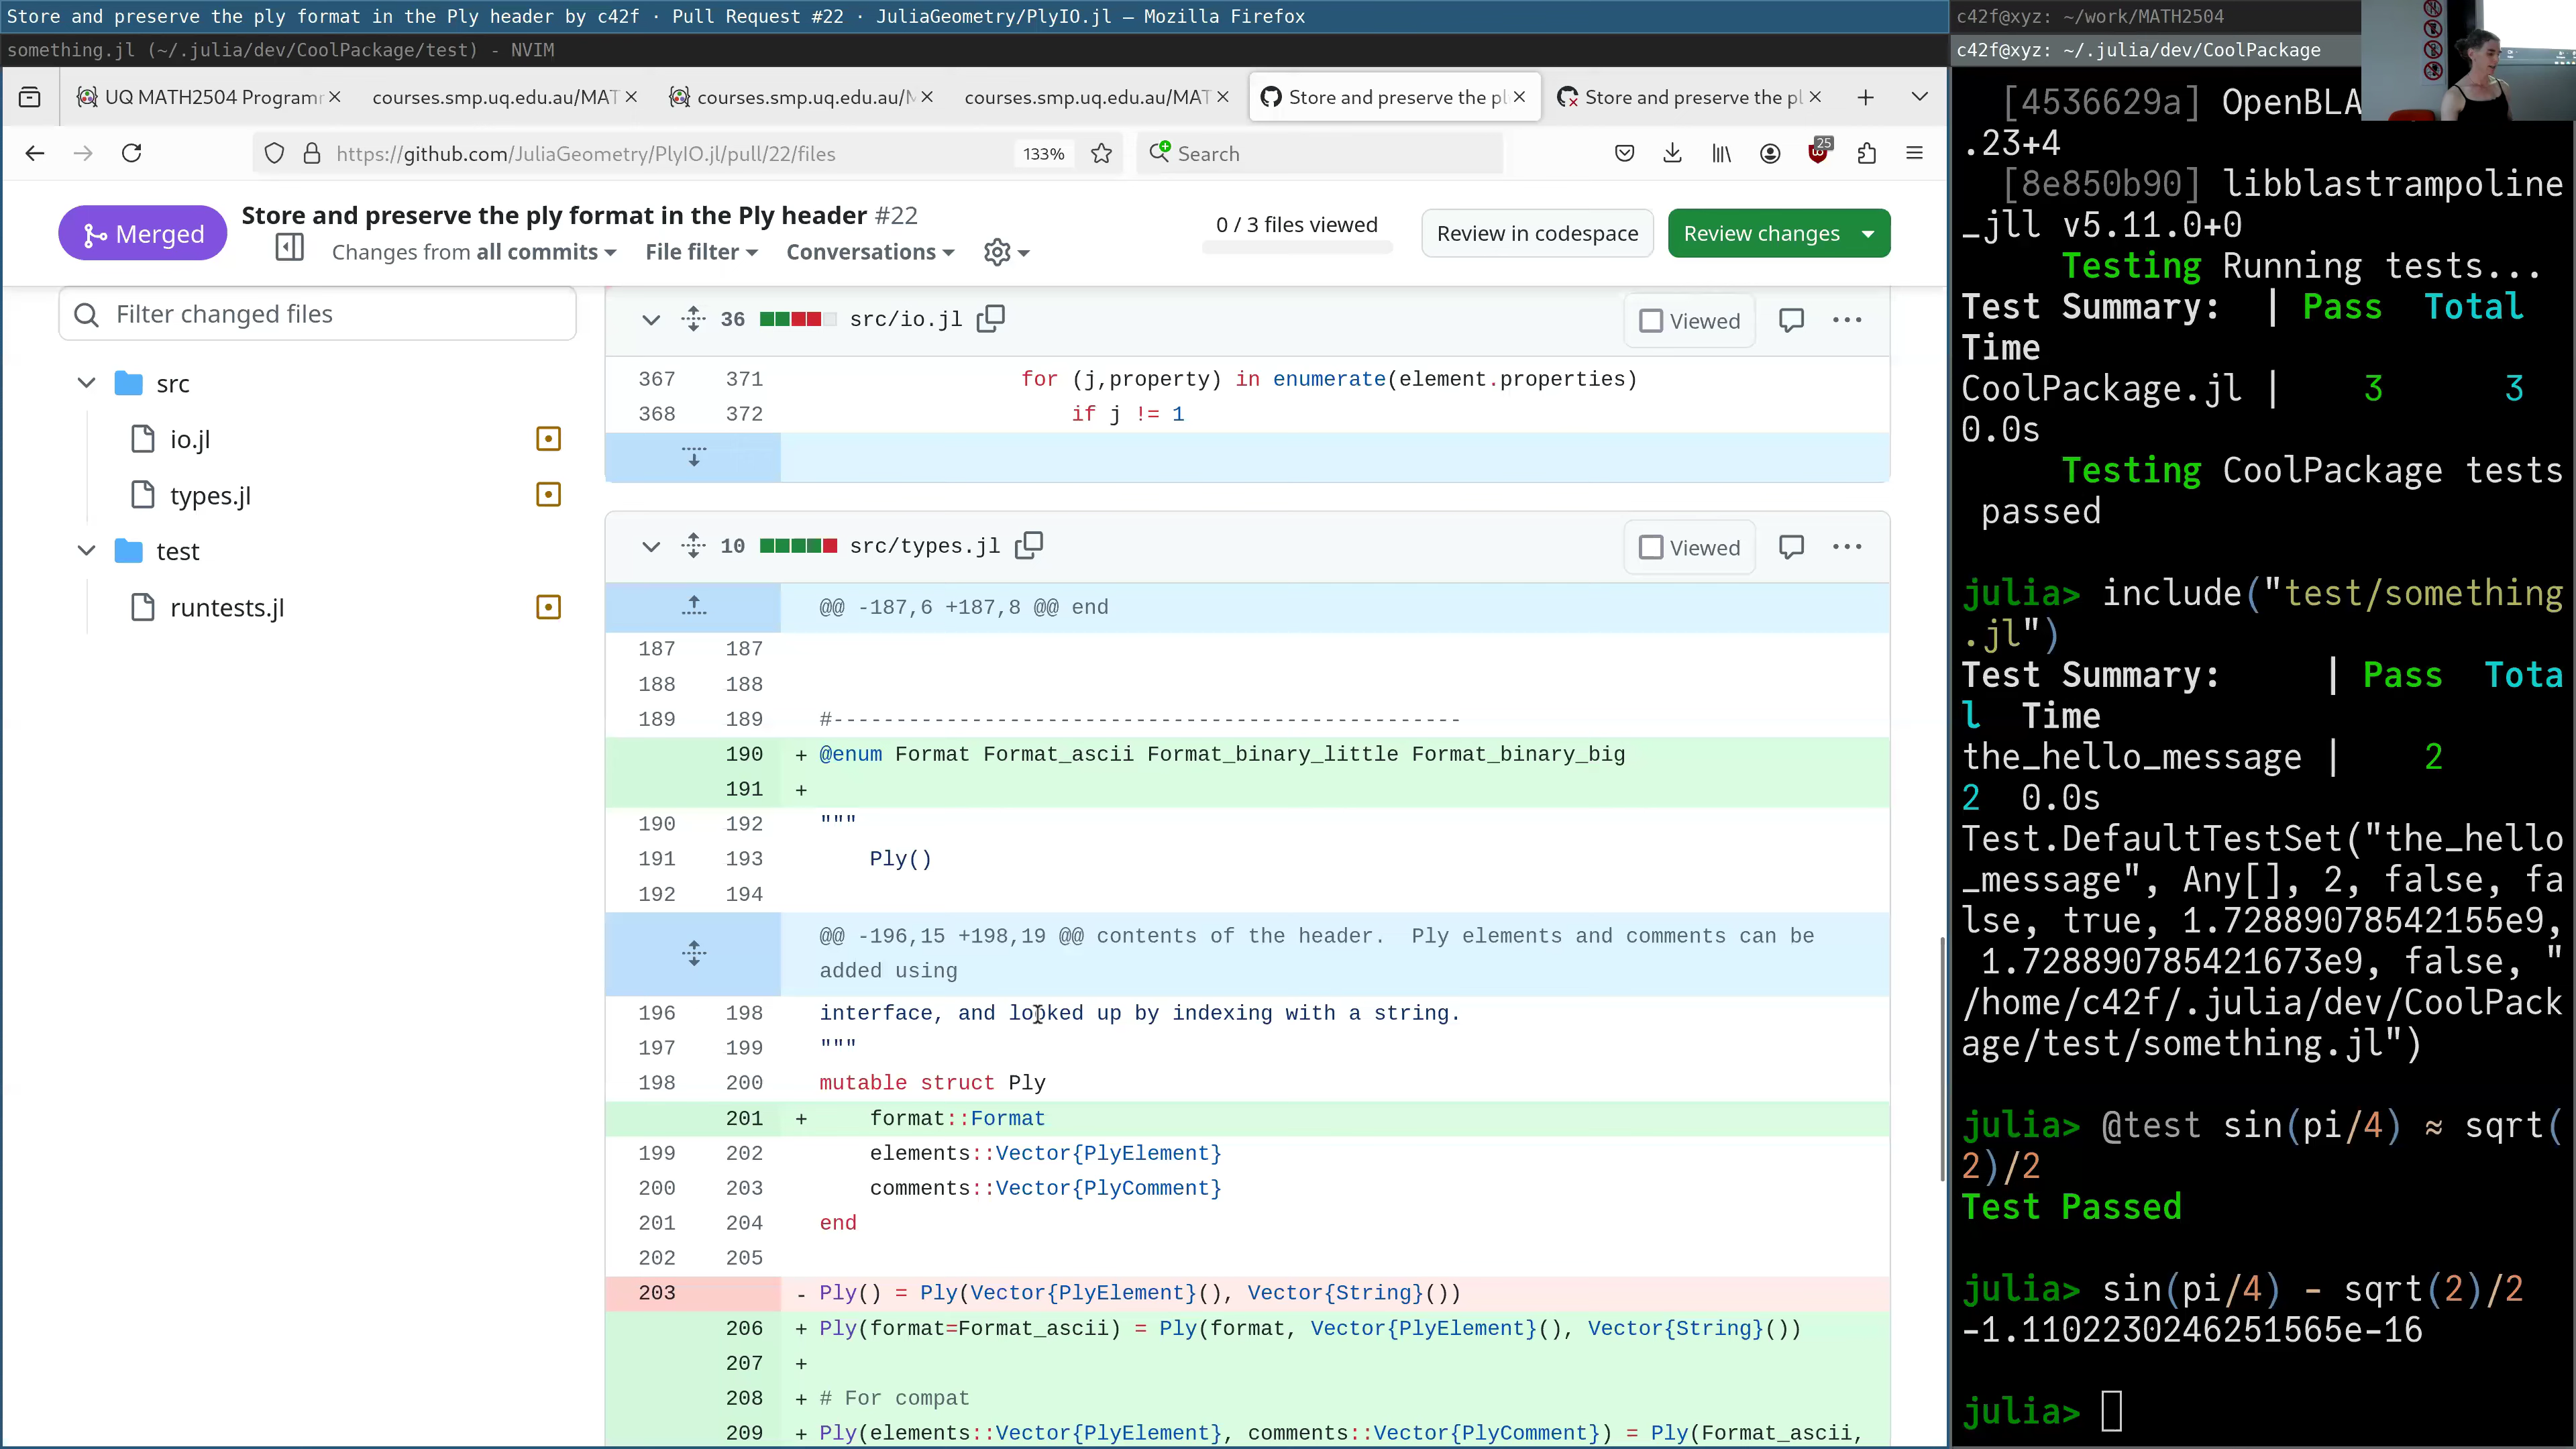 Store and preserve the ply format in the Ply header by c42f · Pull Request #22 · JuliaGeometry/PlyIO.jl — Mozilla Firefox
something.jl (~/.julia/dev/CoolPackage/test) - NVIM
UQ MATH2504 Programr
courses.smp.uq.edu.au/MAT
courses.smp.uq.edu.au/M
courses.smp.uq.edu.au/MAT
Store and preserve the pl
Store and preserve the pl
https://github.com/JuliaGeometry/PlyIO.jl/pull/22/files
133%
Search
25
Merged
Store and preserve the ply format in the Ply header #22
Changes from all commits
File filter
Conversations
0 / 3 files viewed
Review in codespace
Review changes
Filter changed files
src
io.jl
types.jl
test
runtests.jl
36 src/io.jl Viewed
367 371 for (j,property) in enumerate(element.properties)
368 372 if j != 1
10 src/types.jl Viewed
@@ -187,6 +187,8 @@ end
187 187
188 188
189 189 #--------------------------------------------------
190 + @enum Format Format_ascii Format_binary_little Format_binary_big
191 +
190 192 """
191 193 Ply()
192 194
@@ -196,15 +198,19 @@ contents of the header.  Ply elements and comments can be
added using
196 198 interface, and looked up by indexing with a string.
197 199 """
198 200 mutable struct Ply
201 + format::Format
199 202 elements::Vector{PlyElement}
200 203 comments::Vector{PlyComment}
201 204 end
202 205
203 - Ply() = Ply(Vector{PlyElement}(), Vector{String}())
206 + Ply(format=Format_ascii) = Ply(format, Vector{PlyElement}(), Vector{String}())
207 +
208 + # For compat
209 + Ply(elements::Vector{PlyElement}, comments::Vector{PlyComment}) = Ply(Format_ascii,
c42f@xyz: ~/work/MATH2504
c42f@xyz: ~/.julia/dev/CoolPackage
[4536629a] OpenBLA
.23+4
[8e850b90] libblastrampoline
_jll v5.11.0+0
Testing Running tests...
Test Summary:  | Pass  Total
Time
CoolPackage.jl |    3      3
0.0s
Testing CoolPackage tests
passed
julia> include("test/something
.jl")
Test Summary:     | Pass  Tota
l  Time
the_hello_message |    2
2  0.0s
Test.DefaultTestSet("the_hello
_message", Any[], 2, false, fa
lse, true, 1.72889078542155e9,
1.728890785421673e9, false, "
/home/c42f/.julia/dev/CoolPack
age/test/something.jl")
julia> @test sin(pi/4) ≈ sqrt(
2)/2
Test Passed
julia> sin(pi/4) - sqrt(2)/2
-1.1102230246251565e-16
julia>